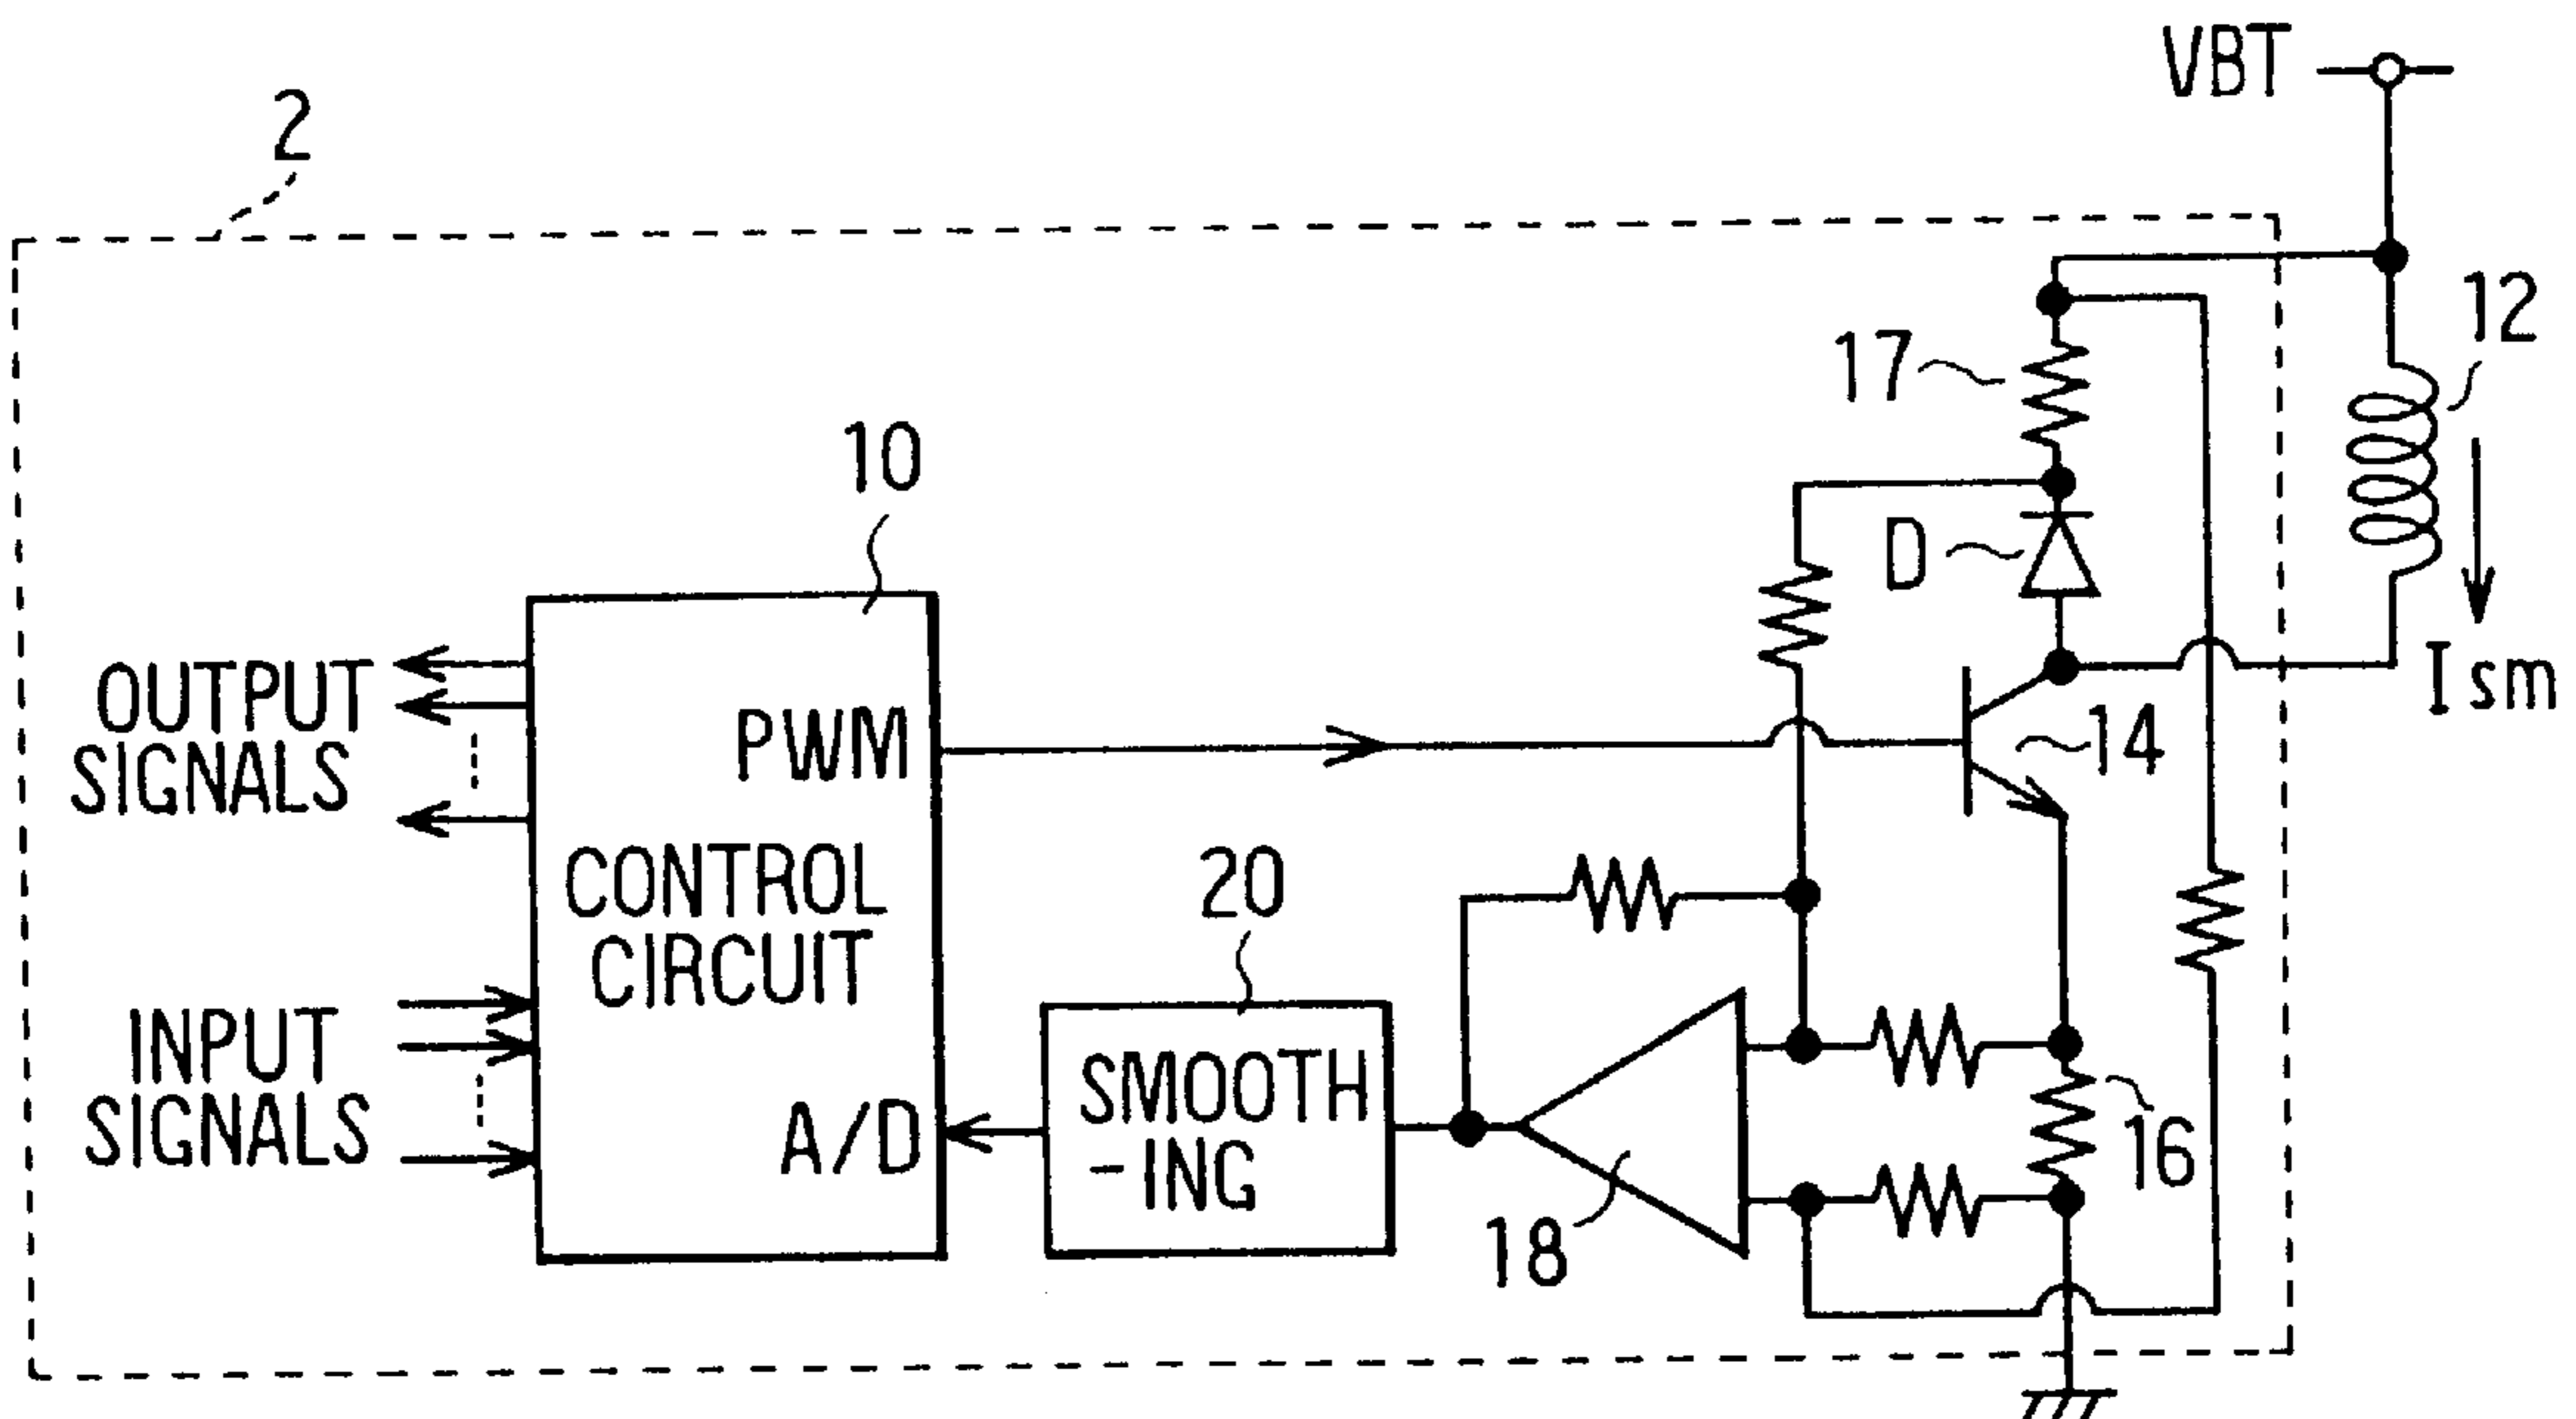 VBT
2
12
17
10
D
OUTPUT
SIGNALS
PWM
Ism
14
CONTROL
CIRCUIT
20
INPUT
SIGNALS
SMOOTH
-ING
A/D
16
18